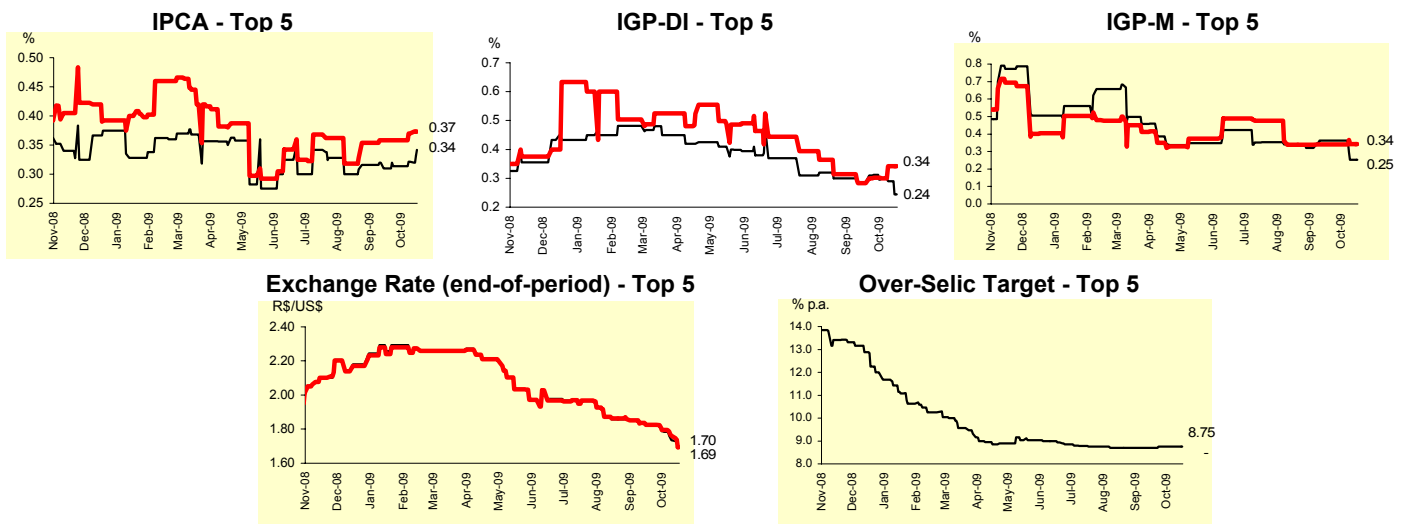 IPCA - Top 5
%
0.50
0.45
0.40
0.35
0.30
0.25
0.37
0.34
Nov-08
Dec-08
Jan-09
Feb-09
Mar-09
Apr-09
May-09
Jun-09
Jul-09
Aug-09
Sep-09
Oct-09
IGP-DI - Top 5
%
0.7
0.6
0.5
0.4
0.3
0.2
0.34
0.24
Nov-08
Dec-08
Jan-09
Feb-09
Mar-09
Apr-09
May-09
Jun-09
Jul-09
Aug-09
Sep-09
Oct-09
IGP-M - Top 5
%
0.8
0.7
0.6
0.5
0.4
0.3
0.2
0.1
0.0
0.34
0.25
Nov-08
Dec-08
Jan-09
Feb-09
Mar-09
Apr-09
May-09
Jun-09
Jul-09
Aug-09
Sep-09
Oct-09
Exchange Rate (end-of-period) - Top 5
R$/US$
2.40
2.20
2.00
1.80
1.60
1.70
1.69
Nov-08
Dec-08
Jan-09
Feb-09
Mar-09
Apr-09
May-09
Jun-09
Jul-09
Aug-09
Sep-09
Oct-09
Over-Selic Target - Top 5
% p.a.
14.0
13.0
12.0
11.0
10.0
9.0
8.0
8.75
-
Nov-08
Dec-08
Jan-09
Feb-09
Mar-09
Apr-09
May-09
Jun-09
Jul-09
Aug-09
Sep-09
Oct-09